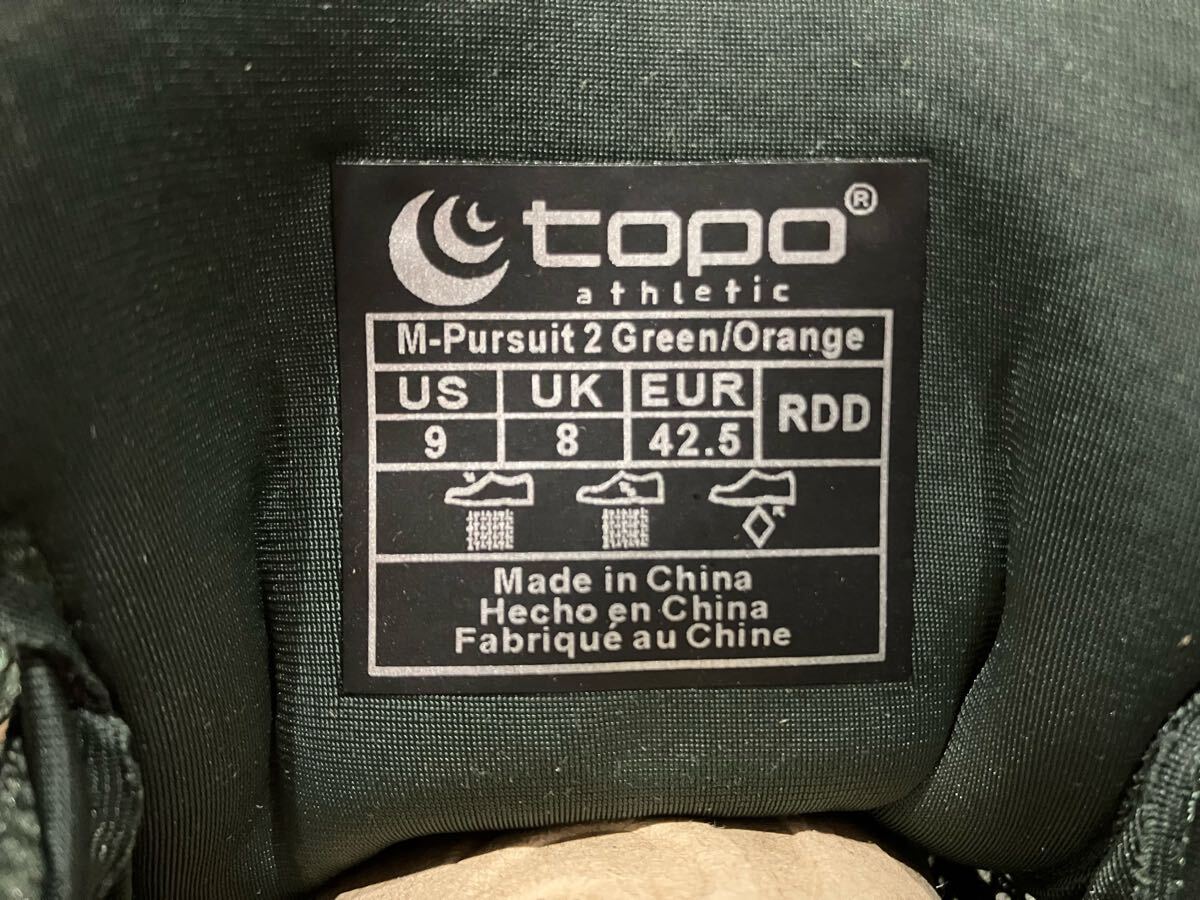 topo®
athletic
M-Pursuit 2 Green/Orange
US UK EUR RDD
9 8 42.5
Made in China
Hecho en China
Fabriqué au Chine